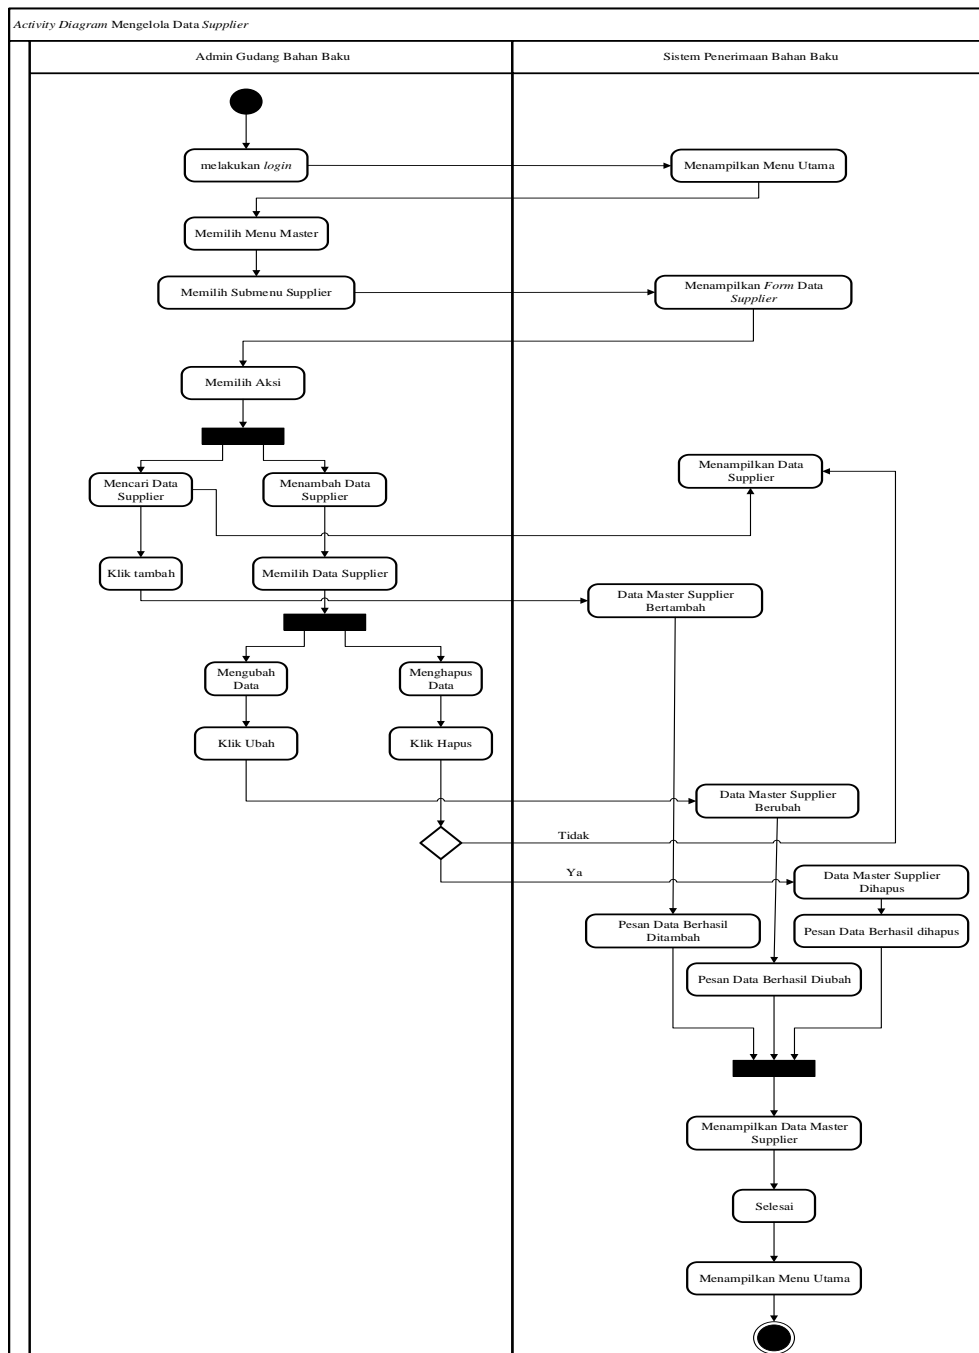 Activity Diagram Mengelola Data Supplier
Admin Gudang Bahan Baku
Sistem Penerimaan Bahan Baku
melakukan login
Menampilkan Menu Utama
Memilih Menu Master
Memilih Submenu Supplier
Menampilkan Form Data
Supplier
Memilih Aksi
Mencari Data
Supplier
Menambah Data
Supplier
Menampilkan Data
Supplier
Klik tambah
Memilih Data Supplier
Data Master Supplier
Bertambah
Mengubah
Data
Menghapus
Data
Klik Ubah
Klik Hapus
Data Master Supplier
Berubah
Tidak
Ya
Data Master Supplier
Dihapus
Pesan Data Berhasil
Ditambah
Pesan Data Berhasil dihapus
Pesan Data Berhasil Diubah
Menampilkan Data Master
Supplier
Selesai
Menampilkan Menu Utama